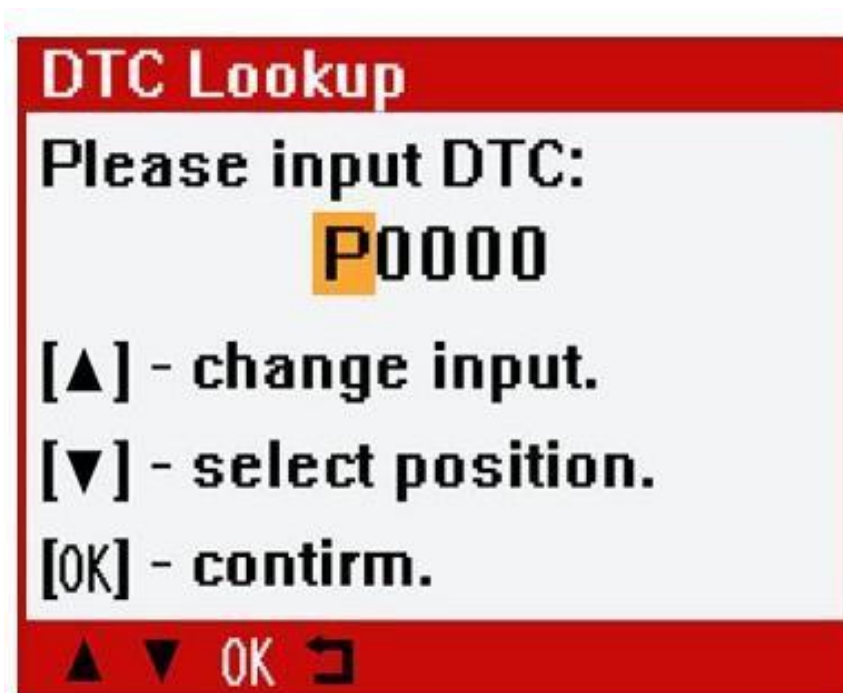 DTC Lookup
Please input DTC:
P0000
[▲] - change input.
[▼] - select position.
[OK] - contirm.
▲ ▼ OK ⮌